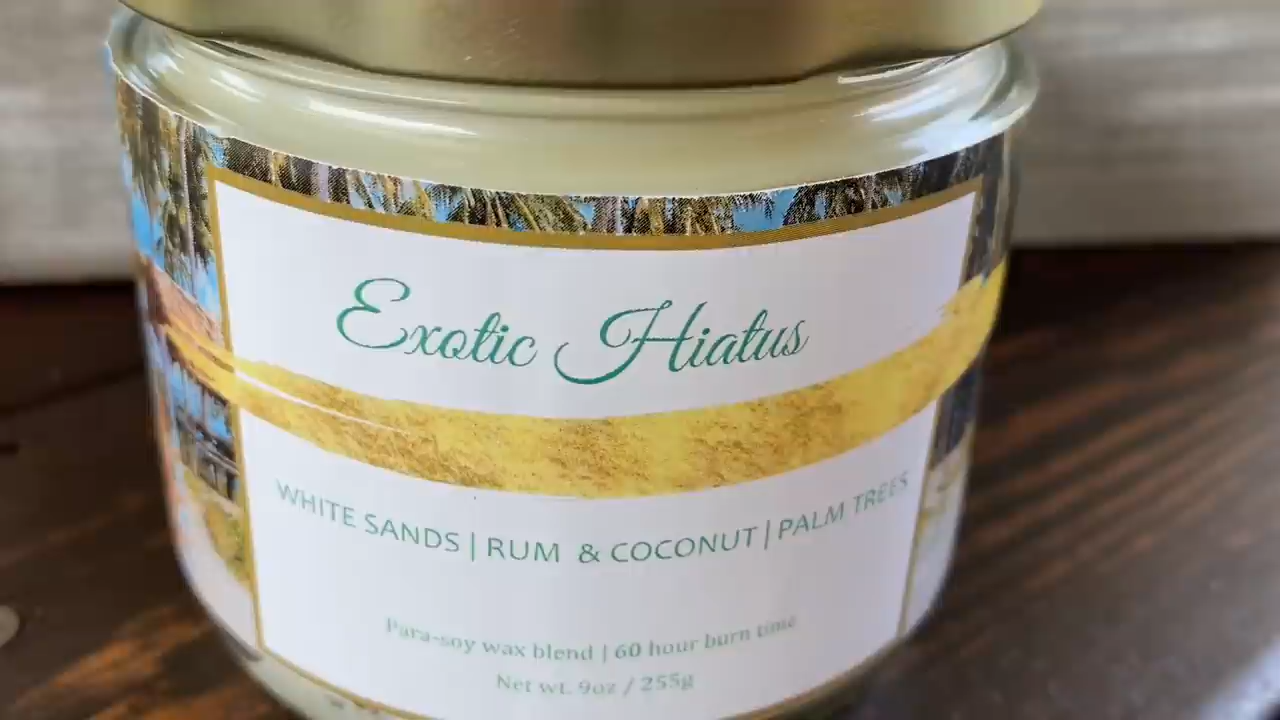 Exotic Hiatus
WHITE SANDS | RUM & COCONUT | PALM TREES
Para-soy wax blend | 60 hour burn time
Net wt. 9oz / 255g